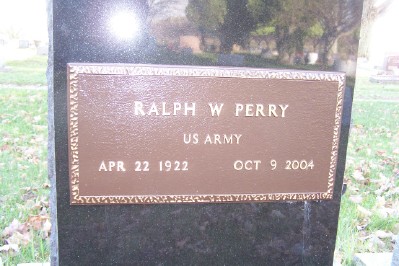 RALPH W PERRY
US ARMY
APR 22 1922 OCT 9 2004